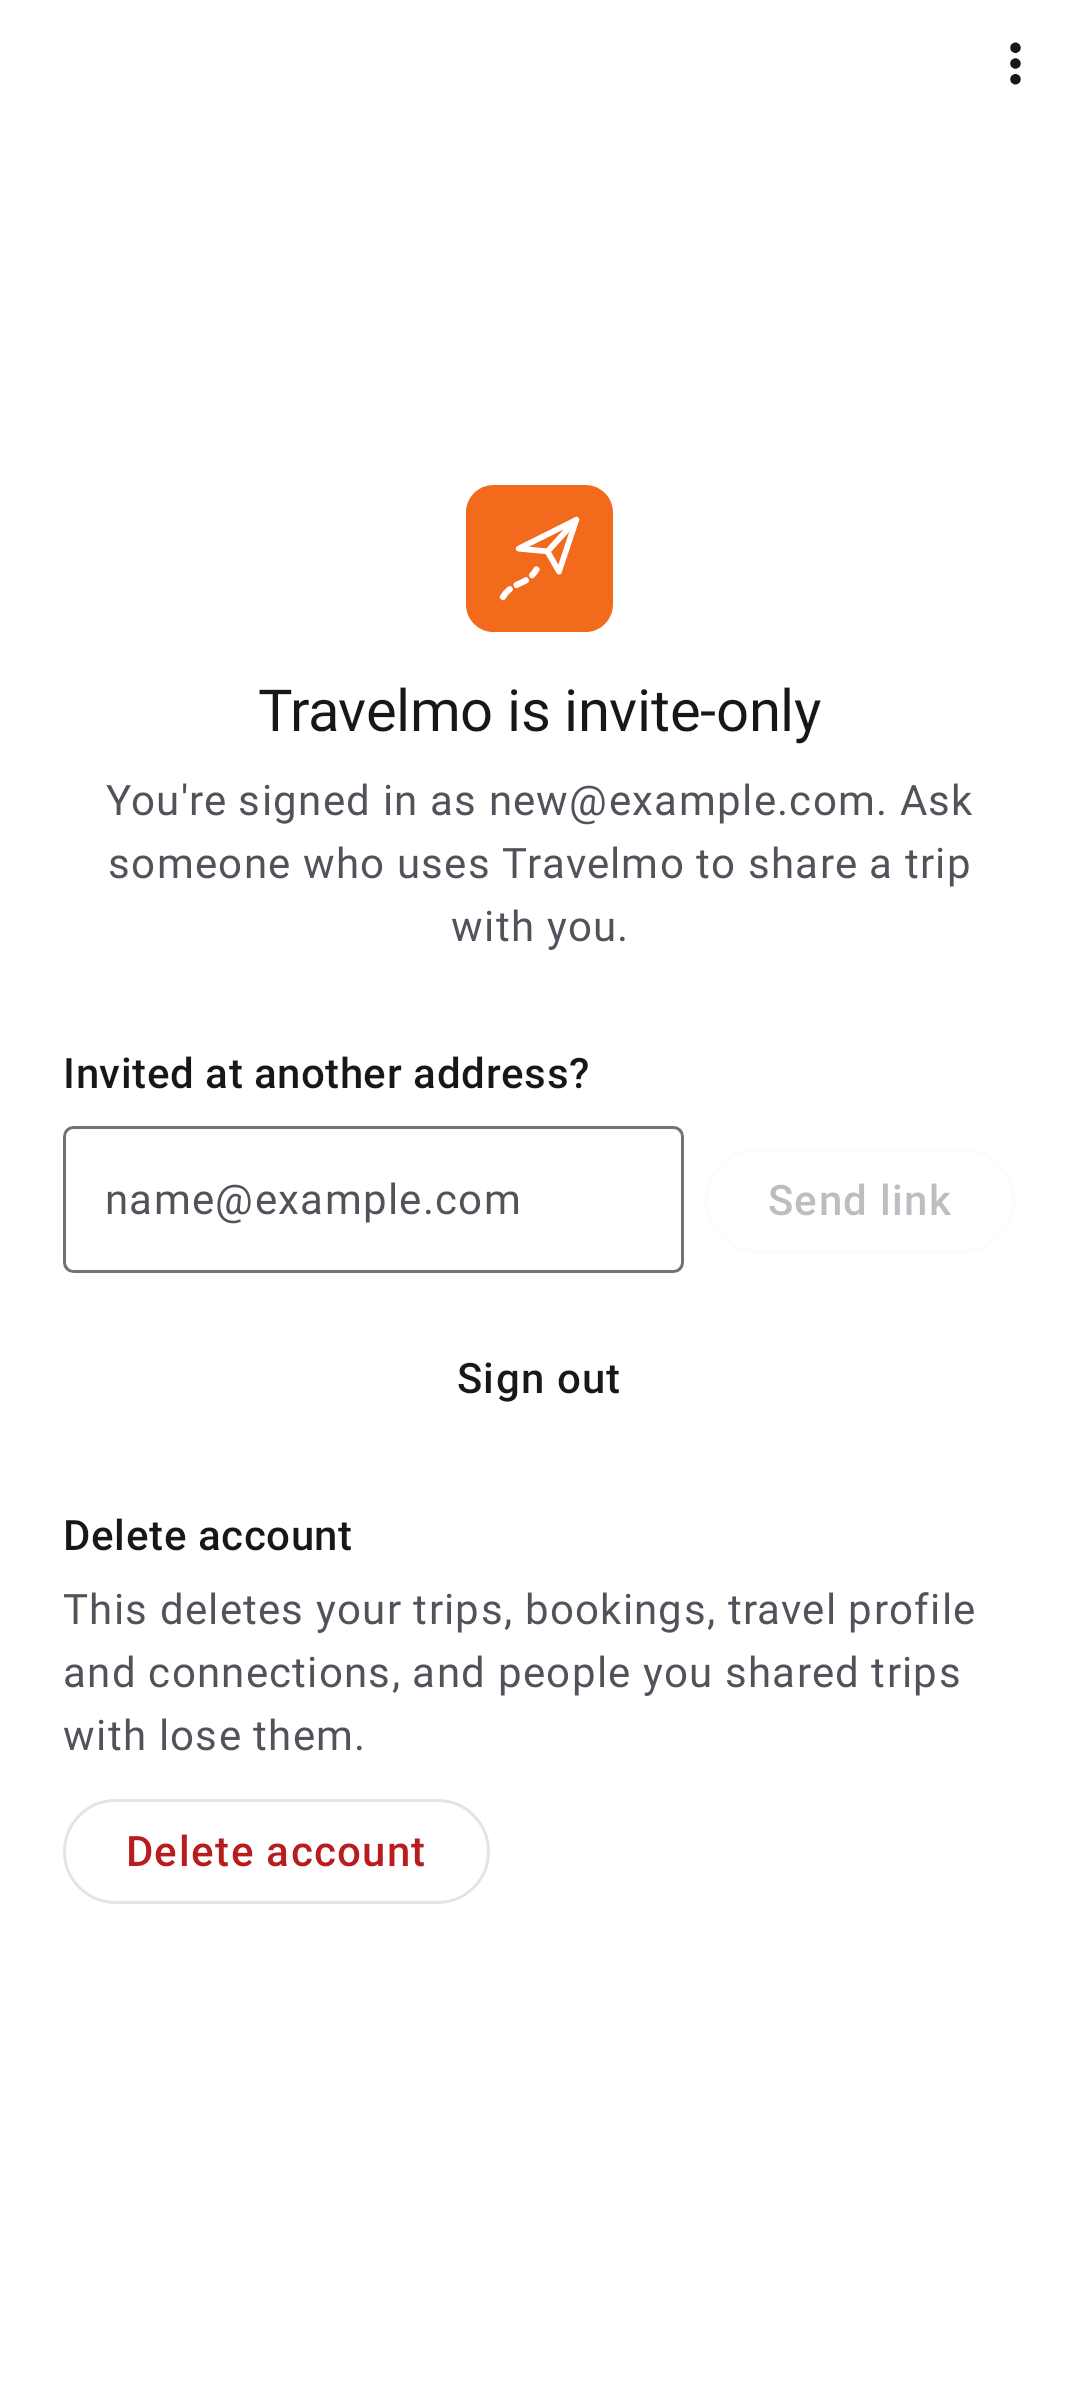 Travelmo is invite-only
You're signed in as new@example.com. Ask
someone who uses Travelmo to share a trip
with you.
Invited at another address?
name@example.com
Send link
Sign out
Delete account
This deletes your trips, bookings, travel profile
and connections, and people you shared trips
with lose them.
Delete account